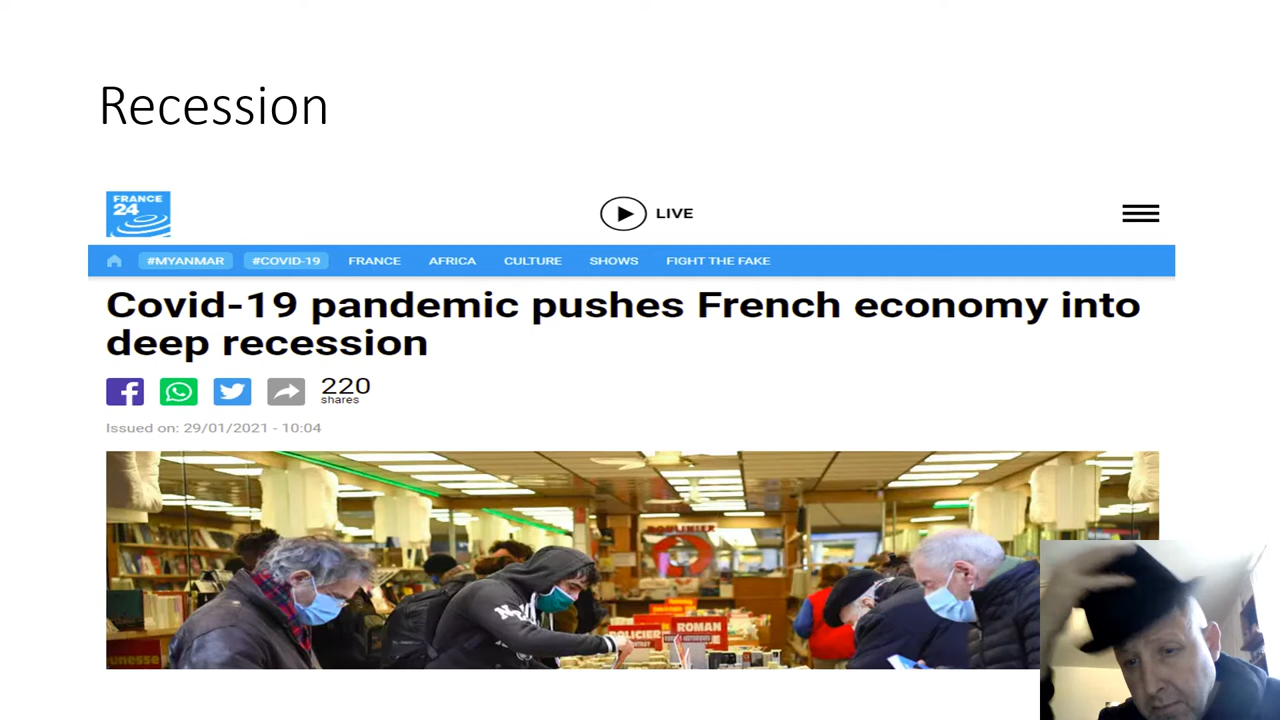 Recession
FRANCE
24
LIVE
#MYANMAR #COVID-19 FRANCE AFRICA CULTURE SHOWS FIGHT THE FAKE
Covid-19 pandemic pushes French economy into
deep recession
220
shares
Issued on: 29/01/2021 - 10:04
BOULINIER
POLICIER
ROMAN